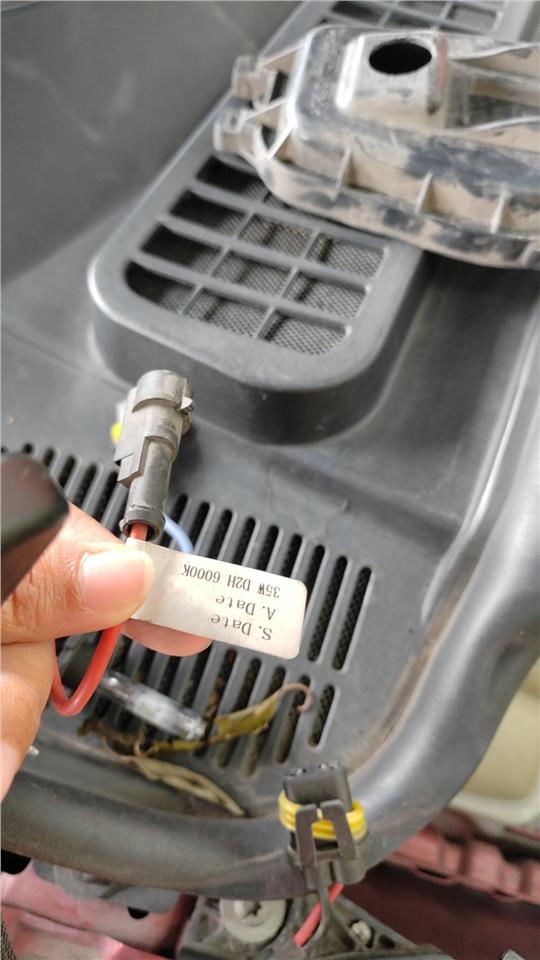 S. Date
A. Date
35W D2H 6000K